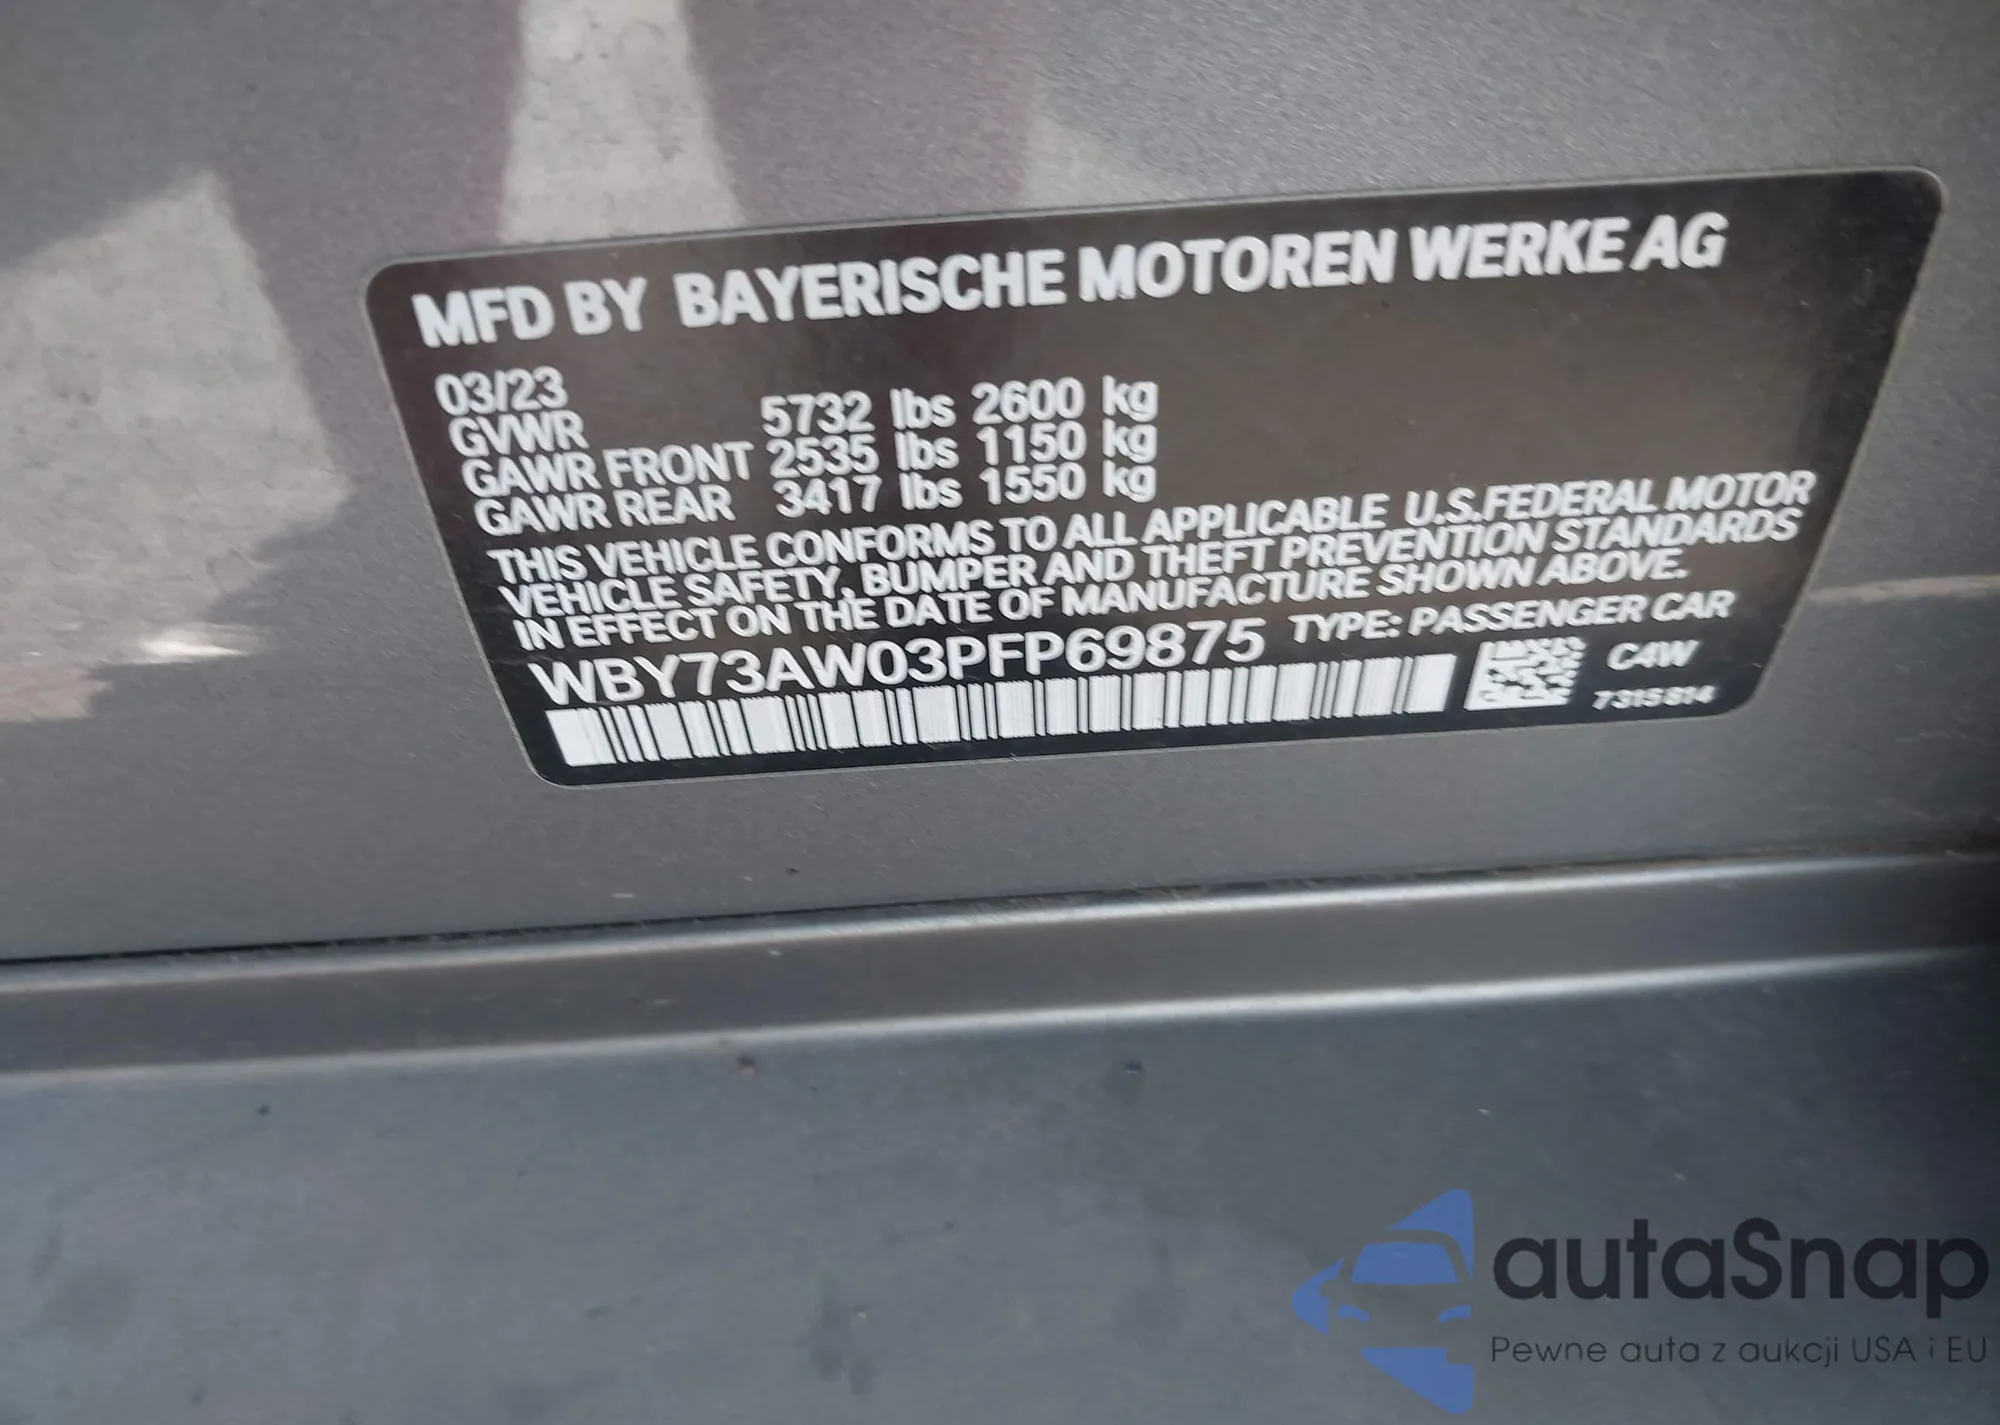 MFD BY BAYERISCHE MOTOREN WERKE AG
03/23
GVWR 5732 lbs 2600 kg
GAWR FRONT 2535 lbs 1150 kg
GAWR REAR 3417 lbs 1550 kg
THIS VEHICLE CONFORMS TO ALL APPLICABLE U.S.FEDERAL MOTOR
VEHICLE SAFETY, BUMPER AND THEFT PREVENTION STANDARDS
IN EFFECT ON THE DATE OF MANUFACTURE SHOWN ABOVE.
WBY73AW03PFP69875 TYPE: PASSENGER CAR
C4W
7315814
autaSnap
Pewne auta z aukcji USA i EU